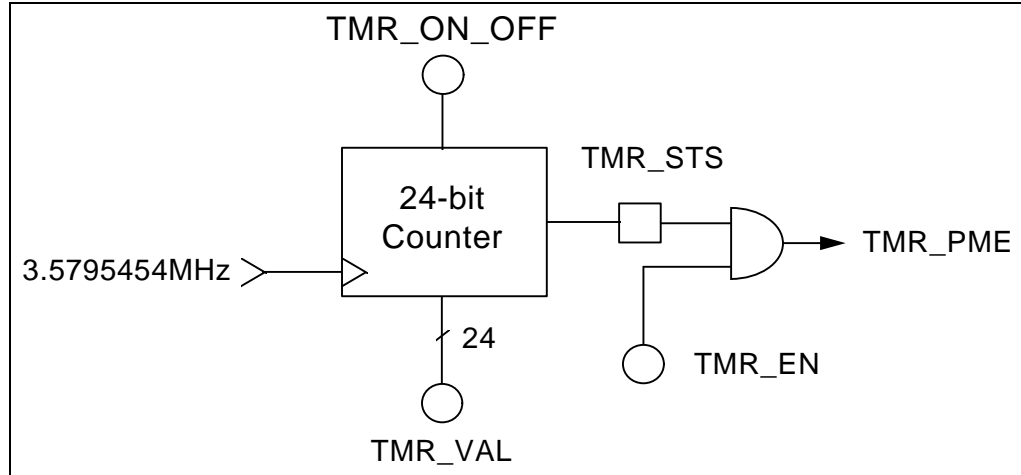 TMR_ON_OFF
TMR_STS
24-bit
Counter
TMR_PME
3.5795454MHz
24
TMR_EN
TMR_VAL